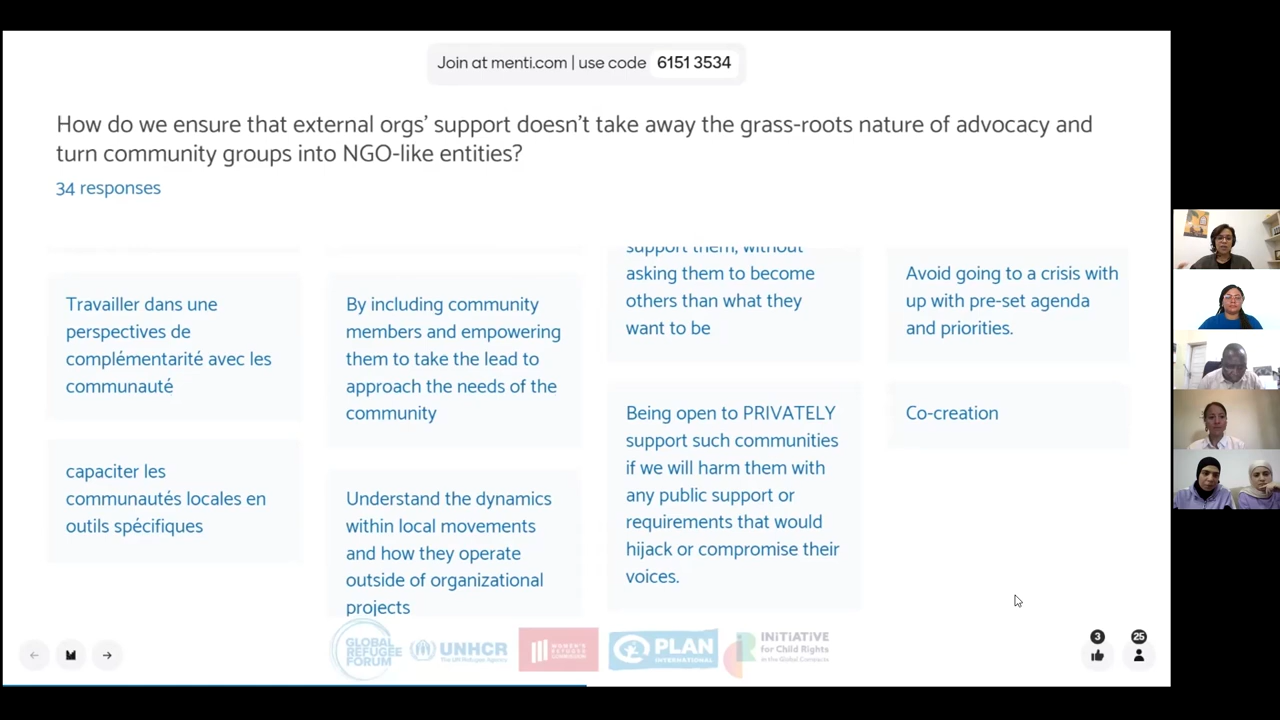 Join at menti.com | use code 6151 3534
How do we ensure that external orgs' support doesn't take away the grass-roots nature of advocacy and
turn community groups into NGO-like entities?
34 responses
Travailler dans une
perspectives de
complémentarité avec les
communauté
capaciter les
communautés locales en
outils spécifiques
By including community
members and empowering
them to take the lead to
approach the needs of the
community
Understand the dynamics
within local movements
and how they operate
outside of organizational
projects
support them, without
asking them to become
others than what they
want to be
Being open to PRIVATELY
support such communities
if we will harm them with
any public support or
requirements that would
hijack or compromise their
voices.
Avoid going to a crisis with
up with pre-set agenda
and priorities.
Co-creation
GLOBAL
REFUGEE
FORUM
UNHCR
The UN Refugee Agency
WOMEN'S
REFUGEE
COMMISSION
PLAN
INTERNATIONAL
INITIATIVE
for Child Rights
in the Global Compacts
3
25